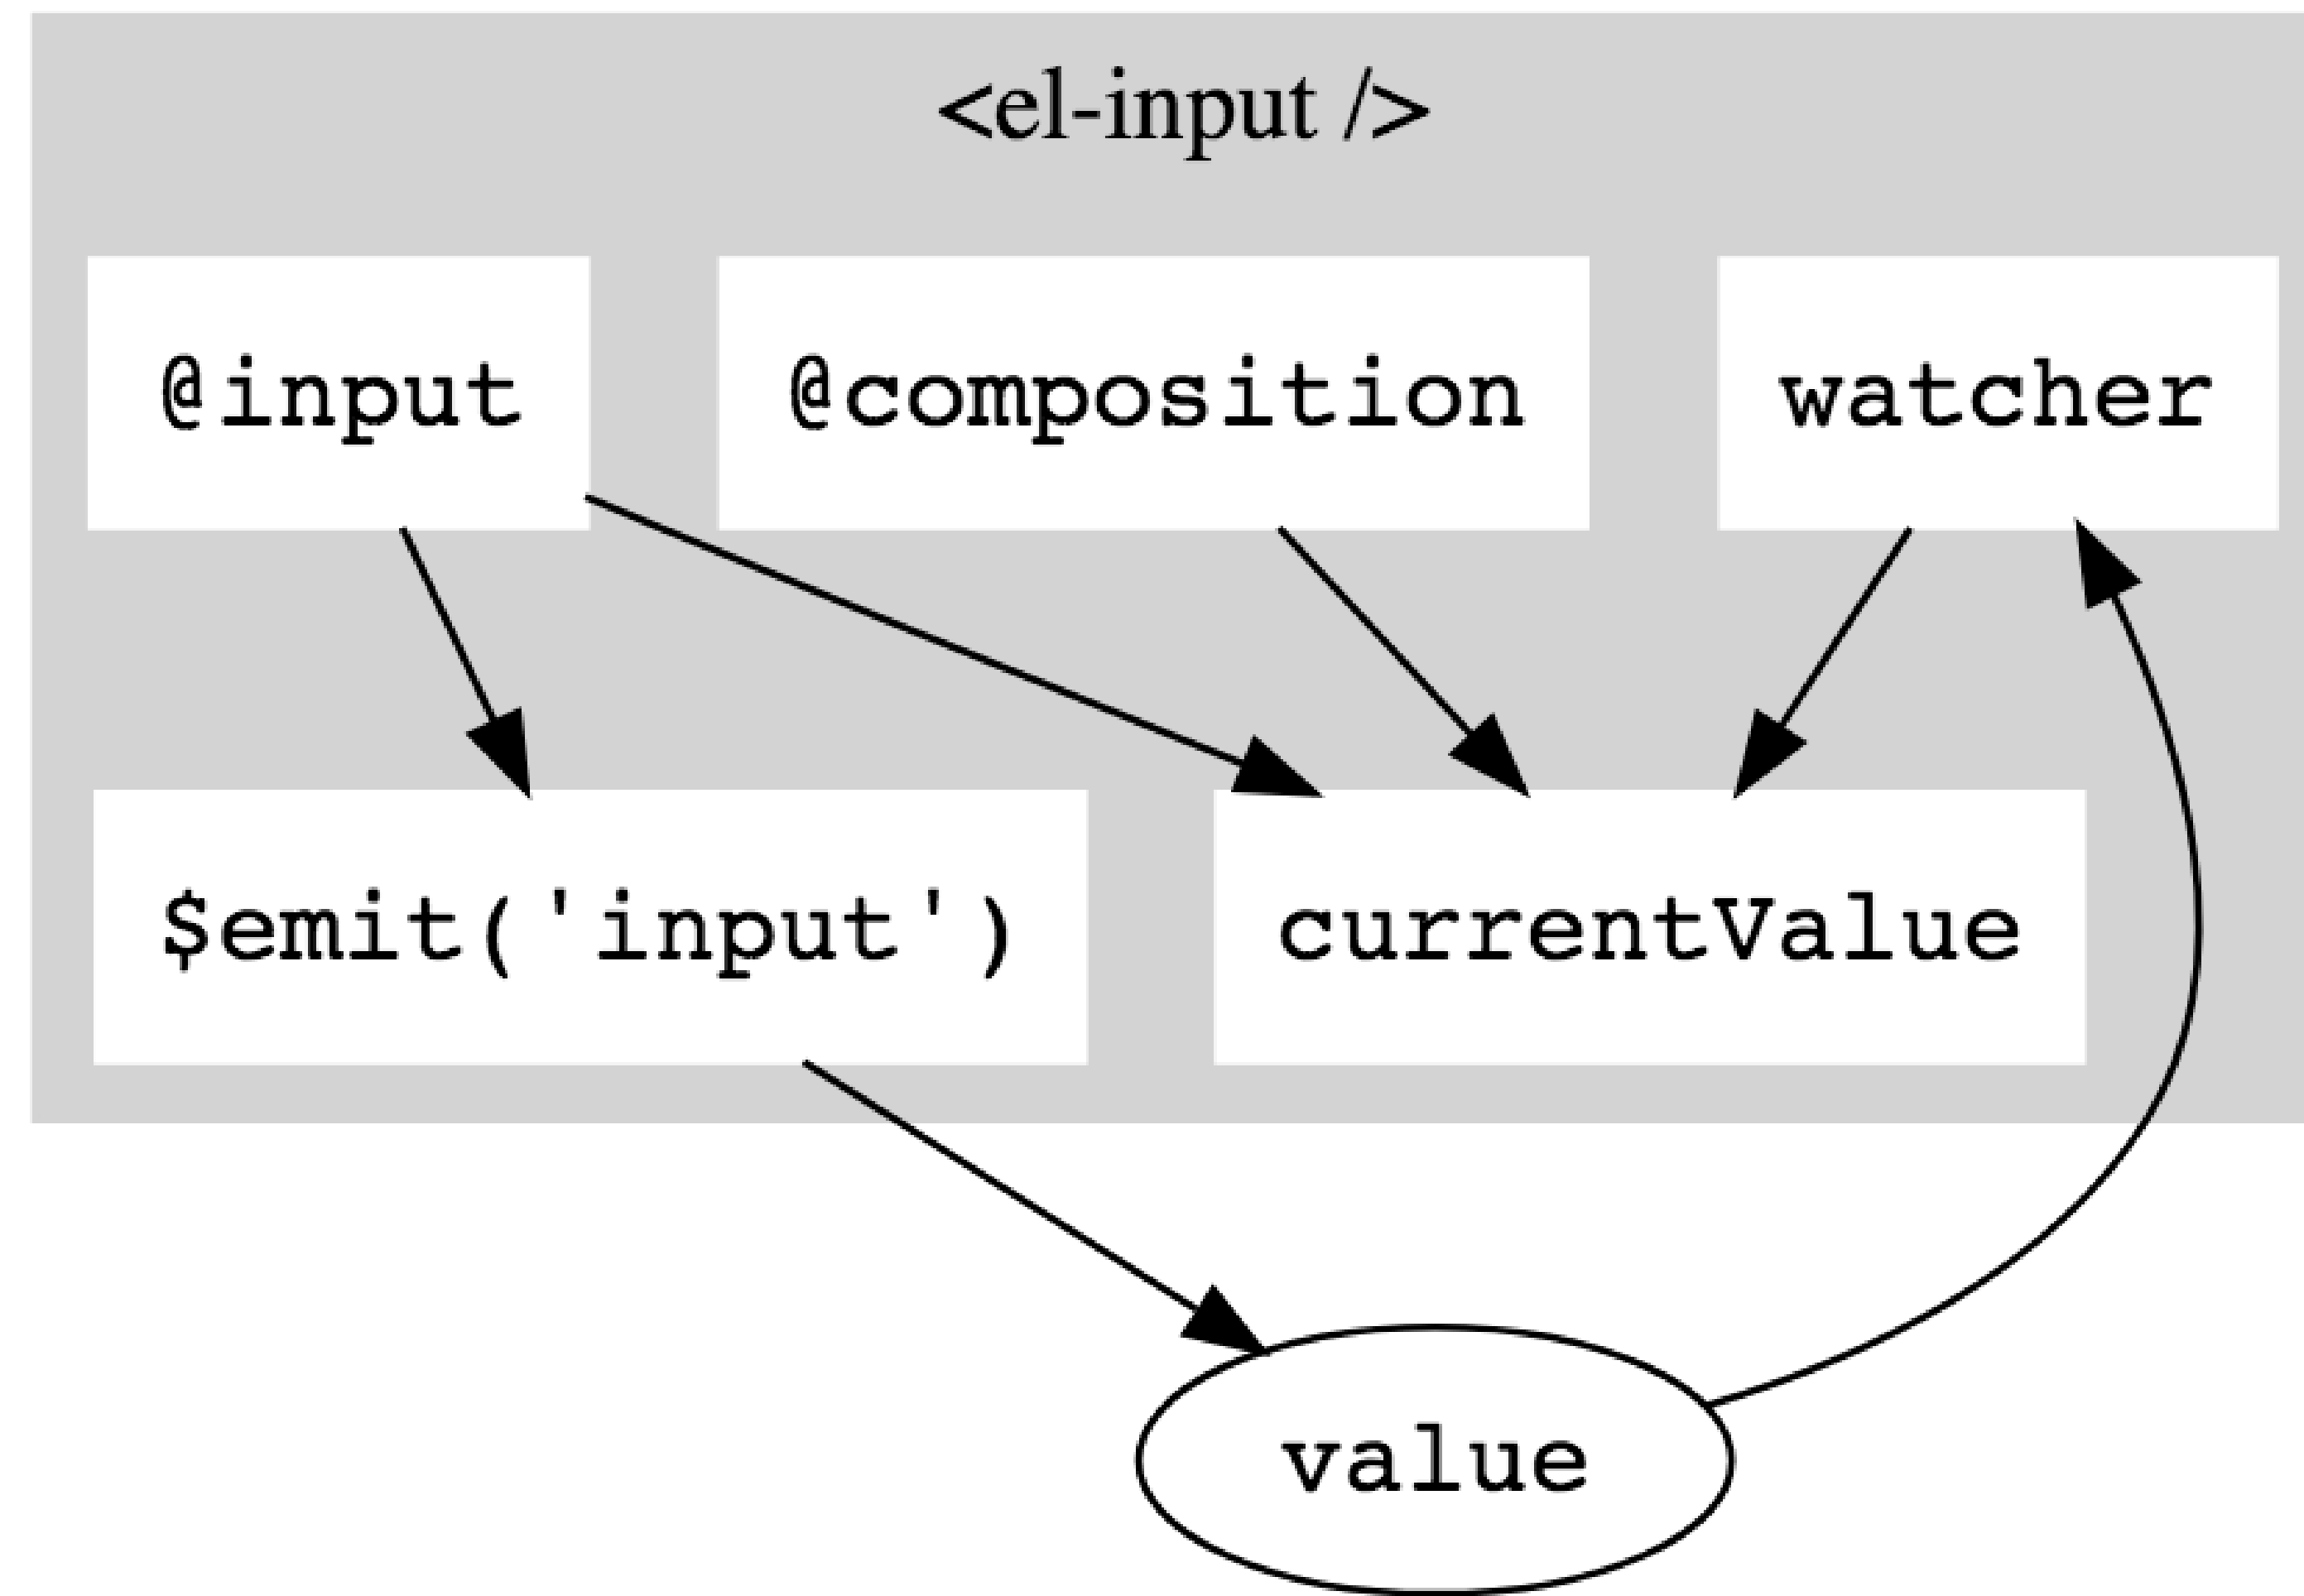 <el-input />
@input
@composition
watcher
$emit('input')
currentValue
value